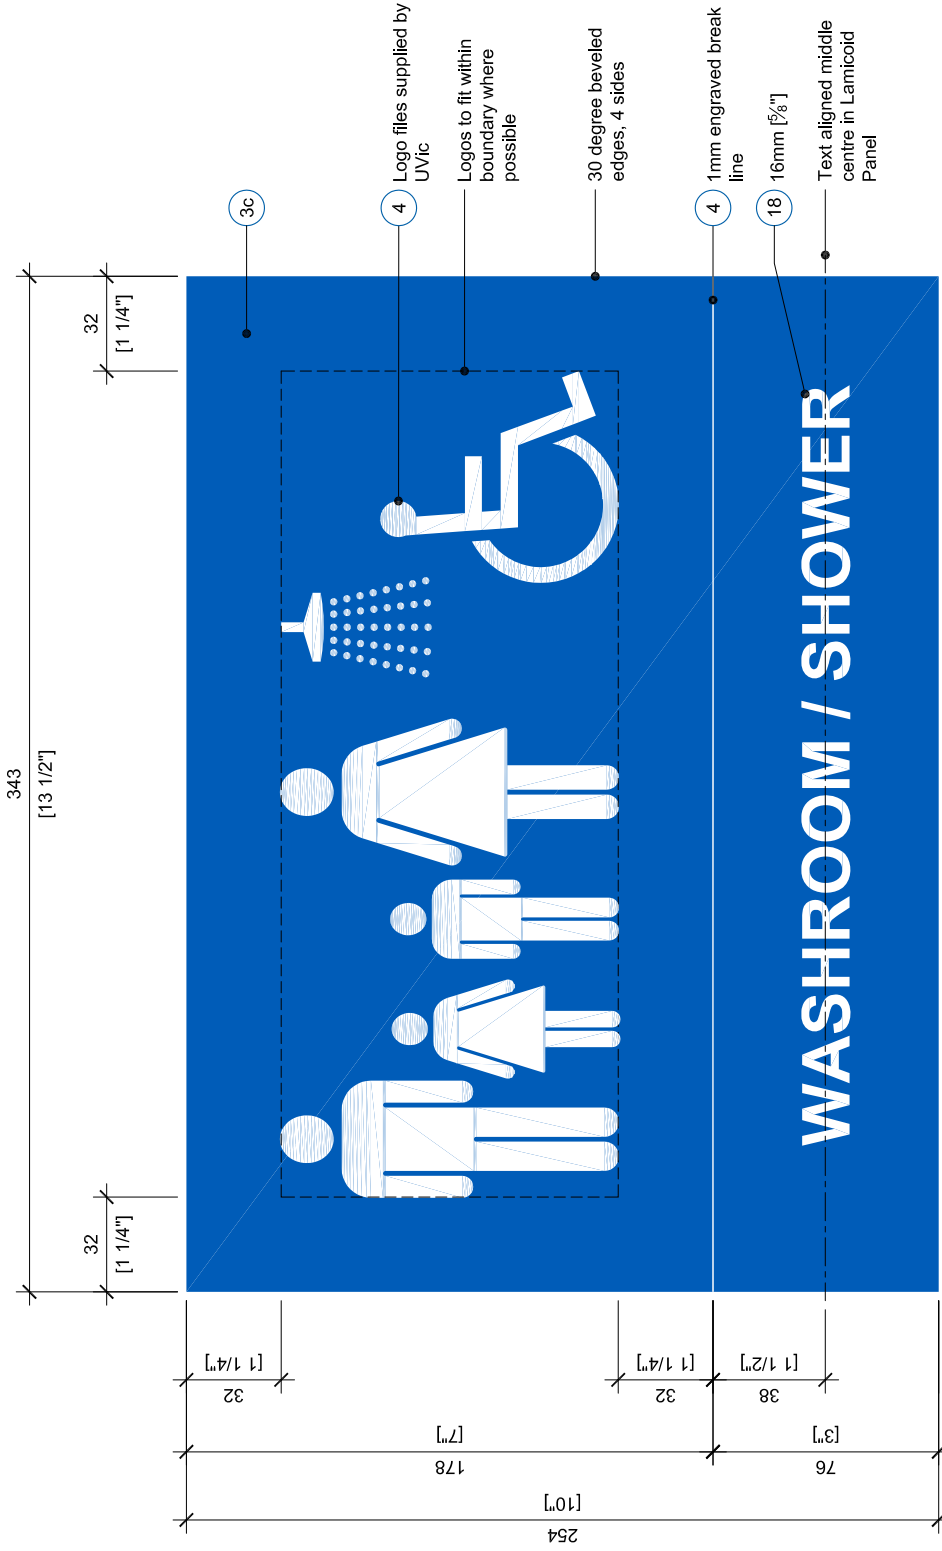 343
[13 1/2"]
32
[1 1/4"]
32
[1 1/4"]
3c
4
Logo files supplied by
UVic
Logos to fit within
boundary where
possible
30 degree beveled
edges, 4 sides
4
1mm engraved break
line
18
16mm [5⁄8"]
Text aligned middle
centre in Lamicoid
Panel
WASHROOM / SHOWER
32
[1 1/4"]
32
[1 1/4"]
38
[1 1/2"]
178
[7"]
76
[3"]
254
[10"]